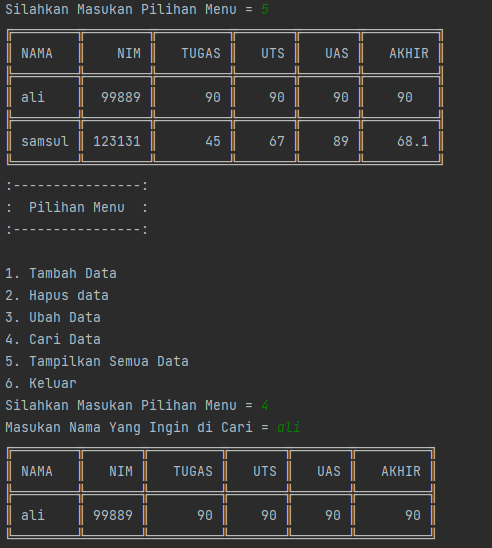 Silahkan Masukan Pilihan Menu = 5
NAMA NIM TUGAS UTS UAS AKHIR
ali 99889 90 90 90 90
samsul 123131 45 67 89 68.1
:----------------:
:  Pilihan Menu  :
:----------------:
1. Tambah Data
2. Hapus data
3. Ubah Data
4. Cari Data
5. Tampilkan Semua Data
6. Keluar
Silahkan Masukan Pilihan Menu = 4
Masukan Nama Yang Ingin di Cari = ali
NAMA NIM TUGAS UTS UAS AKHIR
ali 99889 90 90 90 90